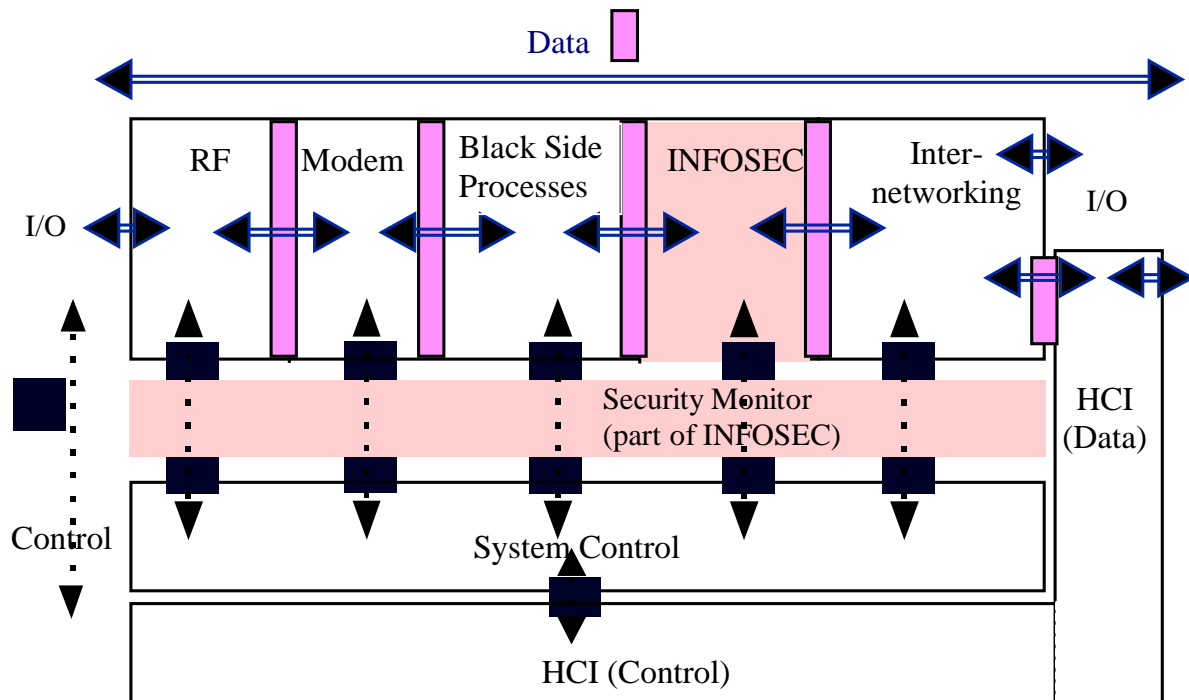 Data
RF
Modem
Black Side
Processes
INFOSEC
Inter-
networking
I/O
I/O
Security Monitor
(part of INFOSEC)
HCI
(Data)
Control
System Control
HCI (Control)